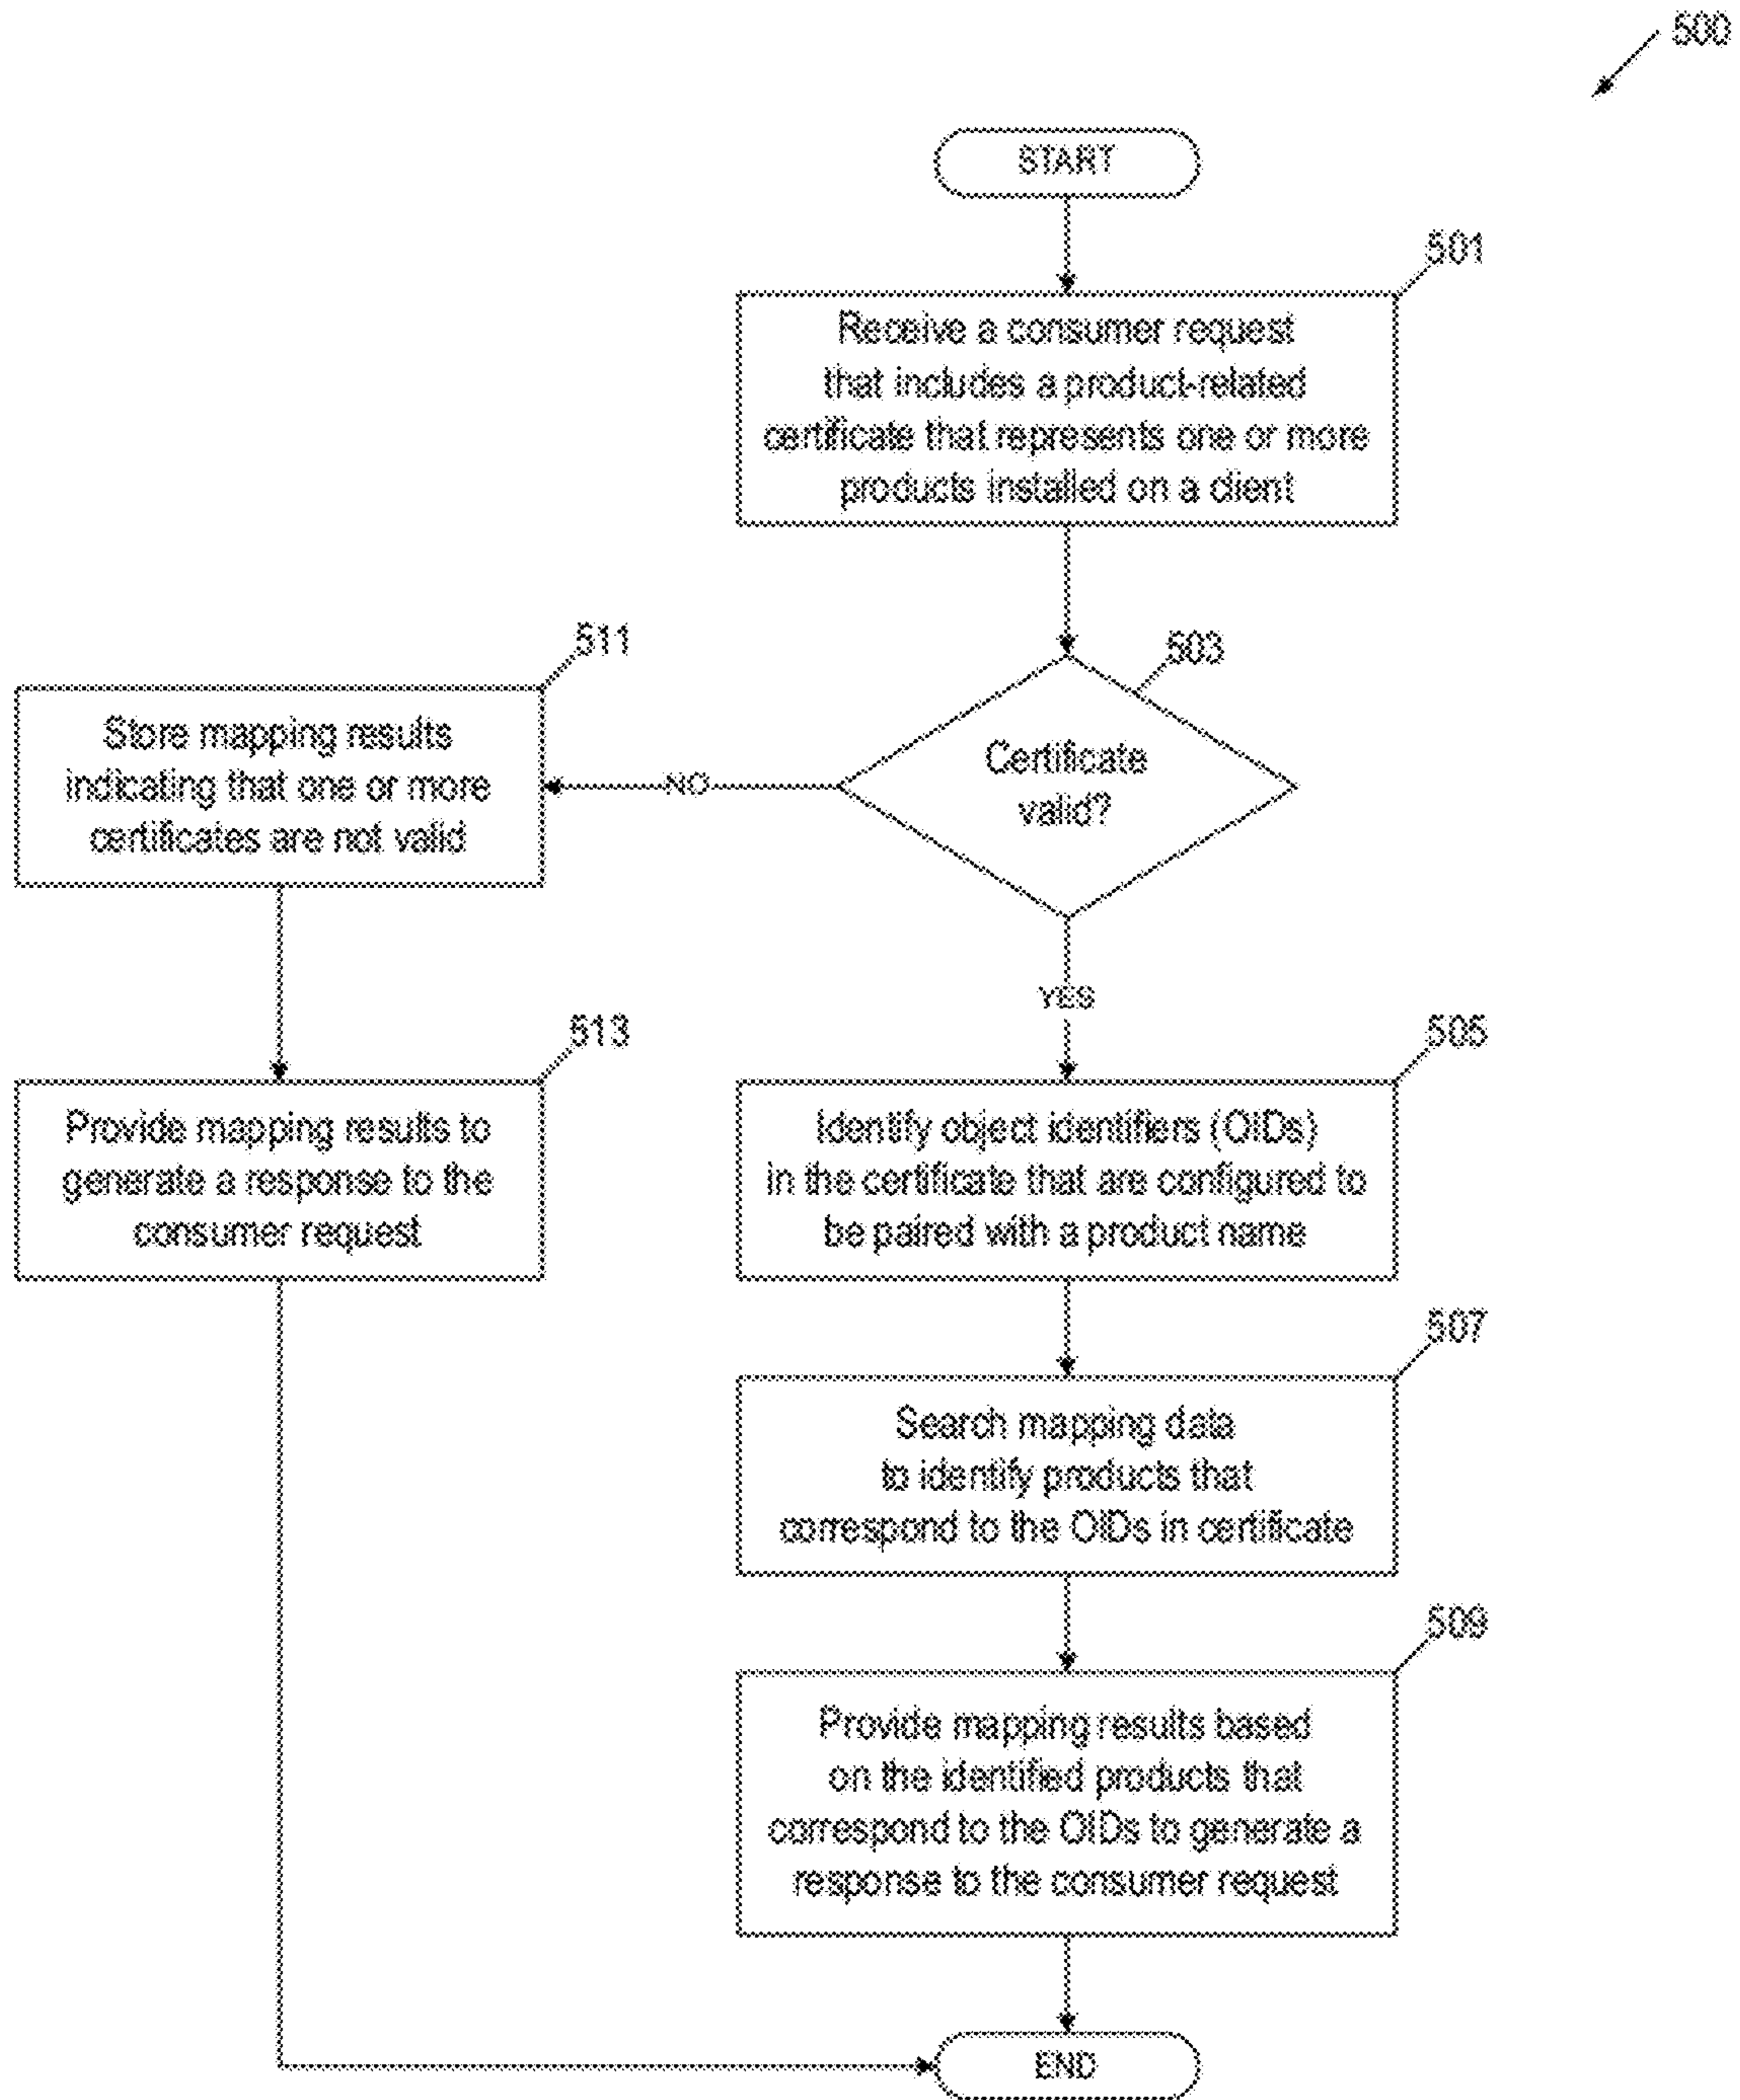 500
START
501
Receive a consumer request
that includes a product-related
certificate that represents one or more
products installed on a client
503
Certificate
valid?
NO
511
Store mapping results
indicating that one or more
certificates are not valid
513
Provide mapping results to
generate a response to the
consumer request
YES
505
Identify object identifiers (OIDs)
in the certificate that are configured to
be paired with a product name
507
Search mapping data
to identify products that
correspond to the OIDs in certificate
509
Provide mapping results based
on the identified products that
correspond to the OIDs to generate a
response to the consumer request
END